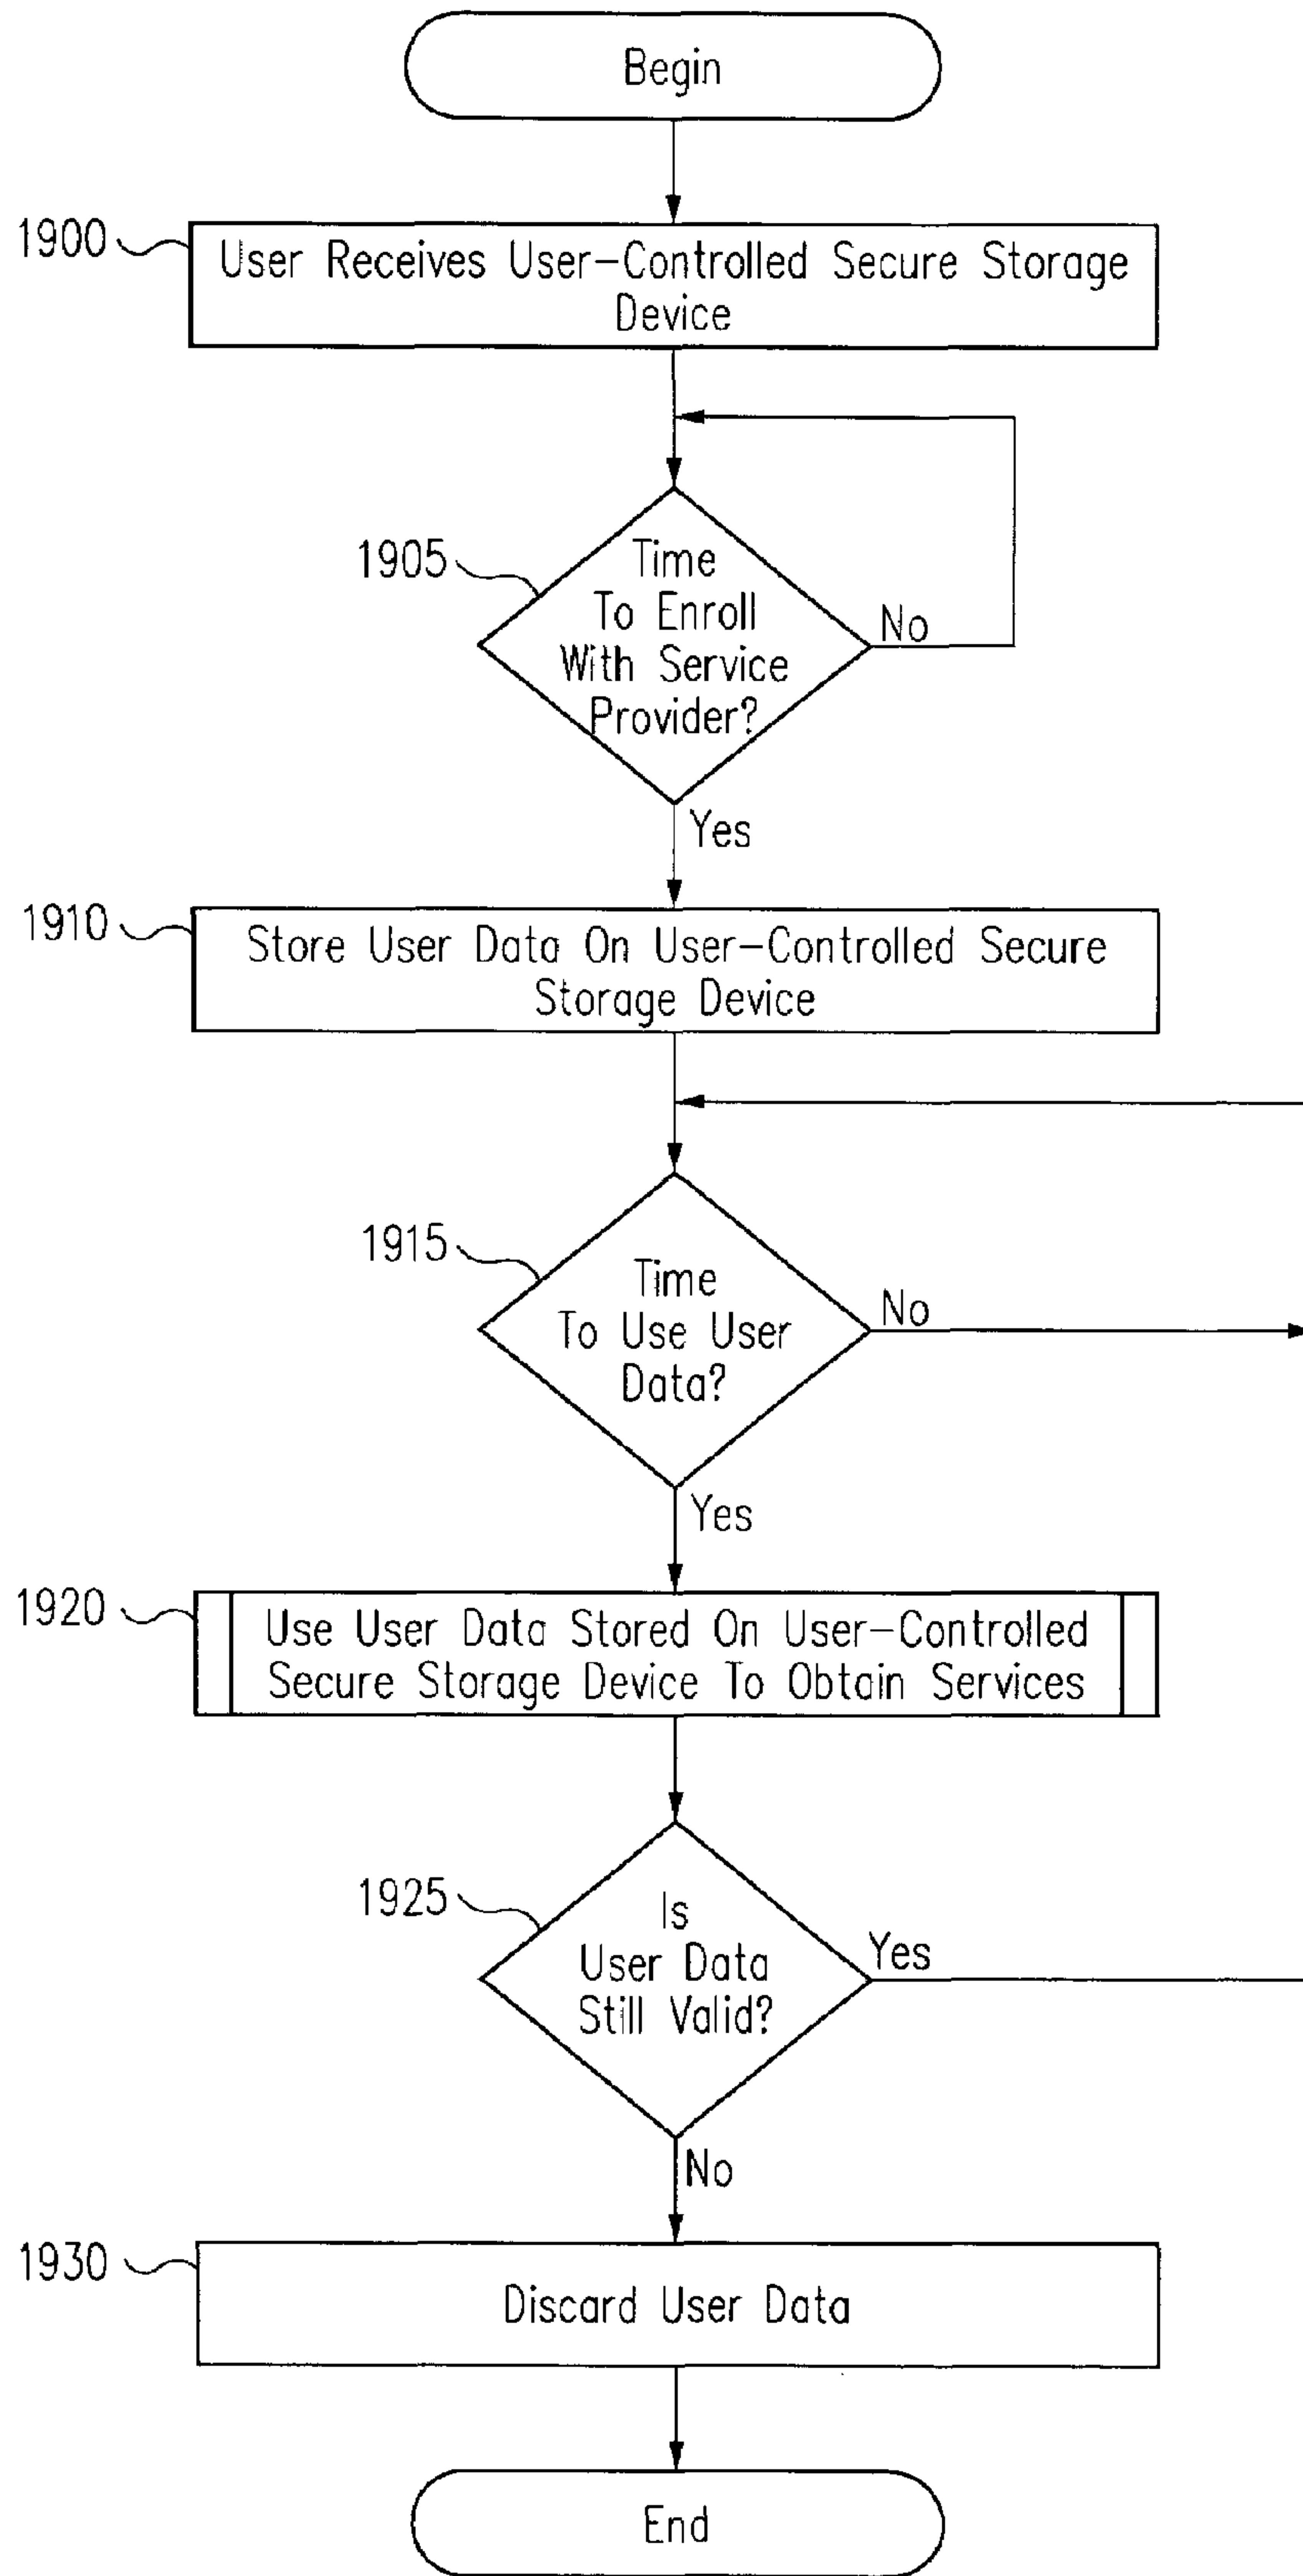 Begin
1900
User Receives User-Controlled Secure Storage
Device
1905
Time
To Enroll
With Service
Provider?
No
Yes
1910
Store User Data On User-Controlled Secure
Storage Device
1915
Time
To Use User
Data?
No
Yes
1920
Use User Data Stored On User-Controlled
Secure Storage Device To Obtain Services
1925
Is
User Data
Still Valid?
Yes
No
1930
Discard User Data
End